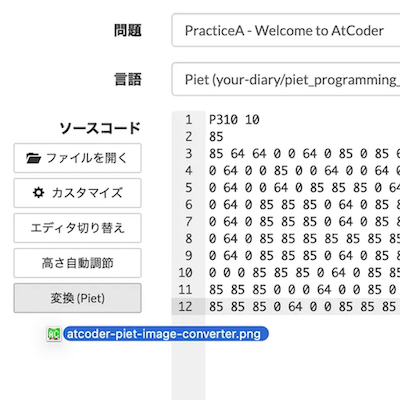 問題
PracticeA - Welcome to AtCoder
言語
Piet (your-diary/piet_programming_
ソースコード
ファイルを開く
カスタマイズ
エディタ切り替え
高さ自動調節
変換 (Piet)
atcoder-piet-image-converter.png
1 P310 10
2 85
3 85 64 64 0 0 64 0 85 0 85
4 0 64 0 0 85 0 0 64 0 0 64
5 0 64 0 0 64 0 85 85 85 0
6 0 64 0 85 85 85 0 64 0 85
7 0 64 0 85 85 85 0 64 0 85
8 0 64 0 85 85 85 85 85 85
9 0 64 0 85 85 85 0 64 0 85
10 0 0 0 85 85 85 0 64 0 85
11 85 85 85 0 0 0 64 0 85 0
12 85 85 85 0 64 0 0 85 85 85